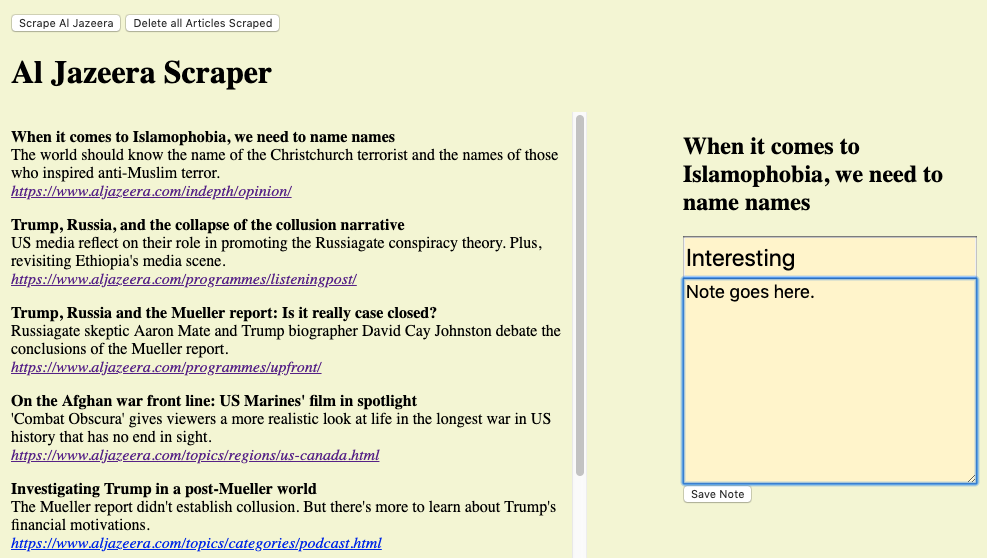 Scrape Al Jazeera Delete all Articles Scraped
Al Jazeera Scraper
When it comes to Islamophobia, we need to name names
The world should know the name of the Christchurch terrorist and the names of those
who inspired anti-Muslim terror.
https://www.aljazeera.com/indepth/opinion/
Trump, Russia, and the collapse of the collusion narrative
US media reflect on their role in promoting the Russiagate conspiracy theory. Plus,
revisiting Ethiopia's media scene.
https://www.aljazeera.com/programmes/listeningpost/
Trump, Russia and the Mueller report: Is it really case closed?
Russiagate skeptic Aaron Mate and Trump biographer David Cay Johnston debate the
conclusions of the Mueller report.
https://www.aljazeera.com/programmes/upfront/
On the Afghan war front line: US Marines' film in spotlight
'Combat Obscura' gives viewers a more realistic look at life in the longest war in US
history that has no end in sight.
https://www.aljazeera.com/topics/regions/us-canada.html
Investigating Trump in a post-Mueller world
The Mueller report didn't establish collusion. But there's more to learn about Trump's
financial motivations.
https://www.aljazeera.com/topics/categories/podcast.html
When it comes to
Islamophobia, we need to
name names
Interesting
Note goes here.
Save Note